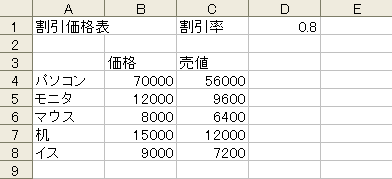 A B C D E
1 割引価格表 割引率 0.8
2
3 価格 売値
4 パソコン 70000 56000
5 モニタ 12000 9600
6 マウス 8000 6400
7 机 15000 12000
8 イス 9000 7200
9